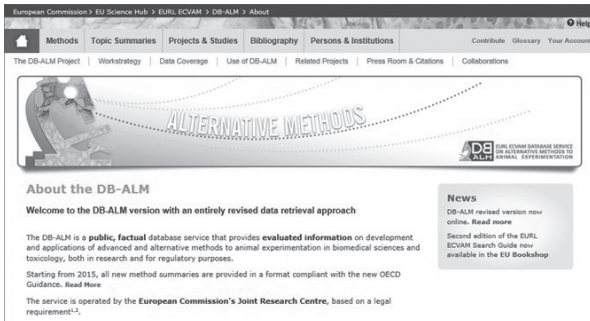 European Commission > EU Science Hub > EURL ECVAM > DB-ALM > About
Help
Methods Topic Summaries Projects & Studies Bibliography Persons & Institutions Contribute Glossary Your Account
The DB-ALM Project | Workstrategy | Data Coverage | Use of DB-ALM | Related Projects | Press Room & Citations | Collaborations
ALTERNATIVE METHODS
DB
ALM
EURL ECVAM DATABASE SERVICE
ON ALTERNATIVE METHODS TO
ANIMAL EXPERIMENTATION
About the DB-ALM
Welcome to the DB-ALM version with an entirely revised data retrieval approach
The DB-ALM is a public, factual database service that provides evaluated information on development
and applications of advanced and alternative methods to animal experimentation in biomedical sciences and
toxicology, both in research and for regulatory purposes.
Starting from 2015, all new method summaries are provided in a format compliant with the new OECD
Guidance. Read More
The service is operated by the European Commission's Joint Research Centre, based on a legal
requirement1,2.
News
DB-ALM revised version now
online. Read more
Second edition of the EURL
ECVAM Search Guide now
available in the EU Bookshop